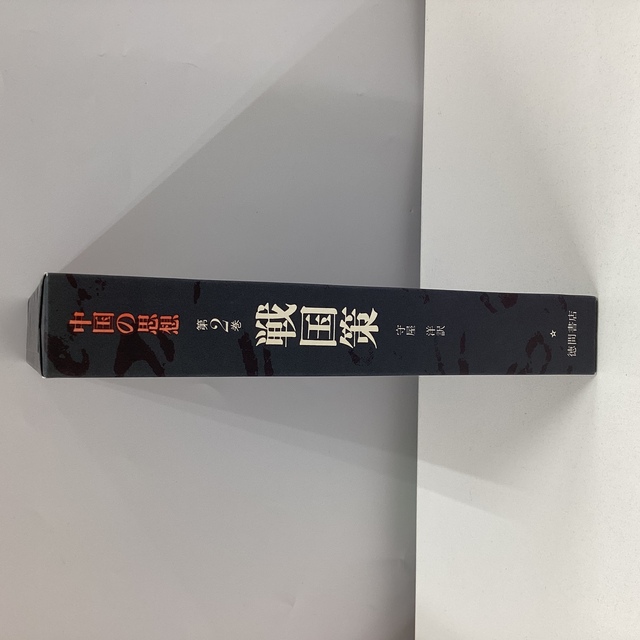 中国の思想
第2巻
戦国策
守屋 洋訳
徳間書店